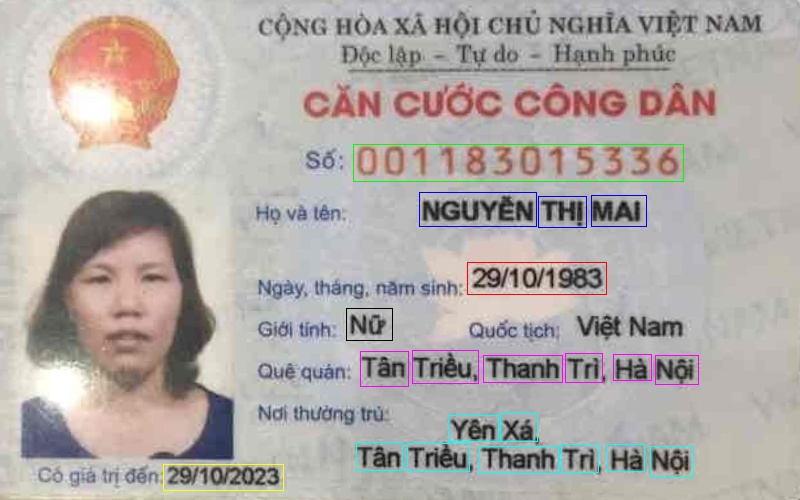 CỘNG HÒA XÃ HỘI CHỦ NGHĨA VIỆT NAM
Độc lập – Tự do – Hạnh phúc
CĂN CƯỚC CÔNG DÂN
Số: 001183015336
Họ và tên: NGUYỄN THỊ MAI
Ngày, tháng, năm sinh: 29/10/1983
Giới tính: Nữ Quốc tịch: Việt Nam
Quê quán: Tân Triều, Thanh Trì, Hà Nội
Nơi thường trú:
Yên Xá,
Tân Triều, Thanh Trì, Hà Nội
Có giá trị đến: 29/10/2023